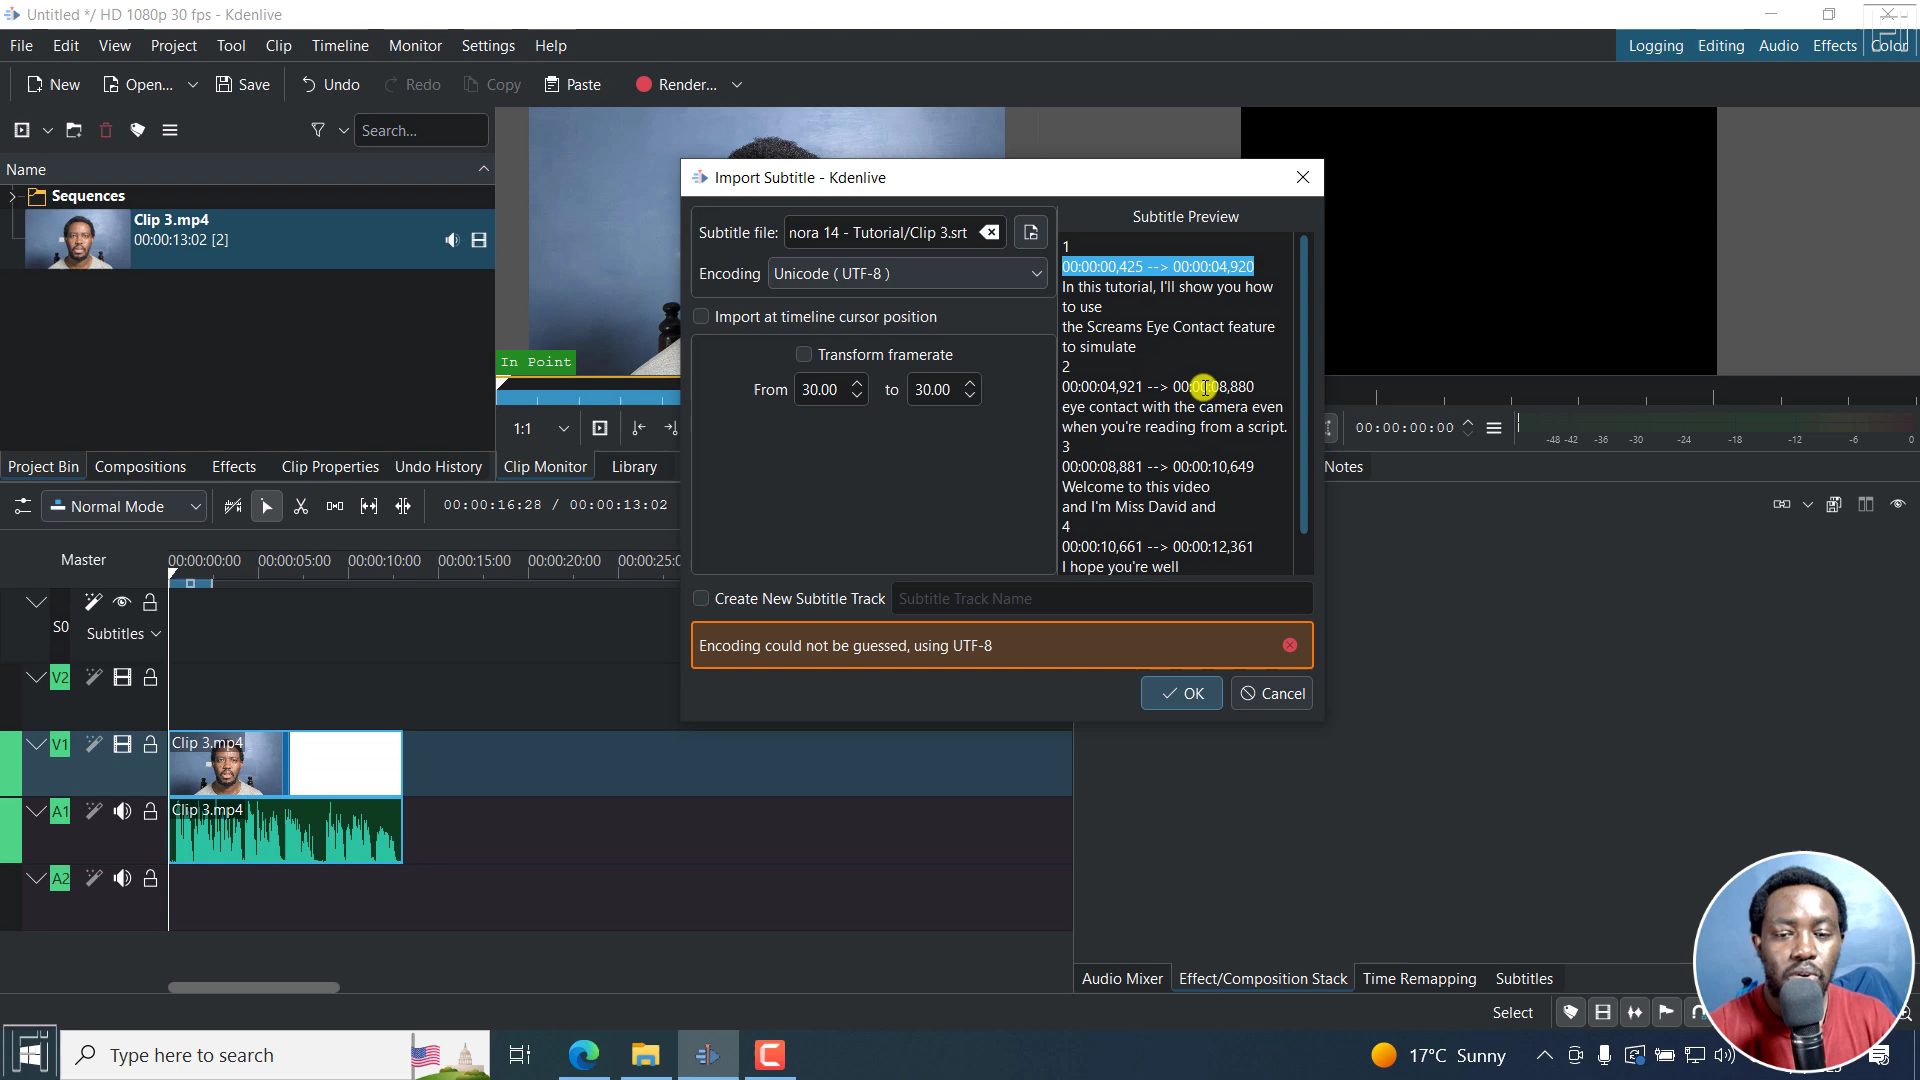 Untitled */ HD 1080p 30 fps - Kdenlive
File Edit View Project Tool Clip Timeline Monitor Settings Help
Logging Editing Audio Effects Color
New Open... Save Undo Redo Copy Paste Render...
Search...
Name
Sequences
Clip 3.mp4
00:00:13:02 [2]
In Point
1:1
Project Bin Compositions Effects Clip Properties Undo History
Clip Monitor Library
Import Subtitle - Kdenlive
Subtitle file: nora 14 - Tutorial/Clip 3.srt
Encoding Unicode ( UTF-8 )
Import at timeline cursor position
Transform framerate
From 30.00 to 30.00
Subtitle Preview
1
00:00:00,425 --> 00:00:04,920
In this tutorial, I'll show you how
to use
the Screams Eye Contact feature
to simulate
2
00:00:04,921 --> 00:00:08,880
eye contact with the camera even
when you're reading from a script.
3
00:00:08,881 --> 00:00:10,649
Welcome to this video
and I'm Miss David and
4
00:00:10,661 --> 00:00:12,361
I hope you're well
Create New Subtitle Track Subtitle Track Name
Encoding could not be guessed, using UTF-8
OK Cancel
00:00:00:00
-48 -42 -36 -30 -24 -18 -12 -6 0
Notes
Normal Mode
00:00:16:28 / 00:00:13:02
Master
00:00:00:00 00:00:05:00 00:00:10:00 00:00:15:00 00:00:20:00 00:00:25:0
S0 Subtitles
V2
V1
Clip 3.mp4
A1
Clip 3.mp4
A2
Audio Mixer Effect/Composition Stack Time Remapping Subtitles
Select
Type here to search
17°C Sunny